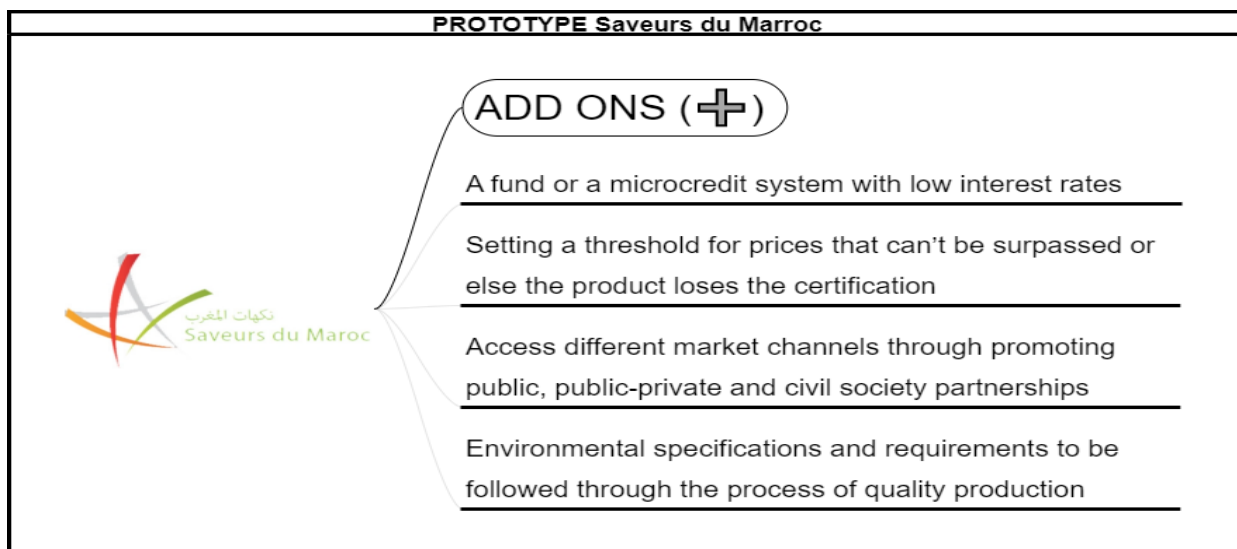 PROTOTYPE Saveurs du Marroc
ADD ONS (➕)
A fund or a microcredit system with low interest rates
Setting a threshold for prices that can’t be surpassed or
else the product loses the certification
نكهات المغرب
Saveurs du Maroc
Access different market channels through promoting
public, public-private and civil society partnerships
Environmental specifications and requirements to be
followed through the process of quality production